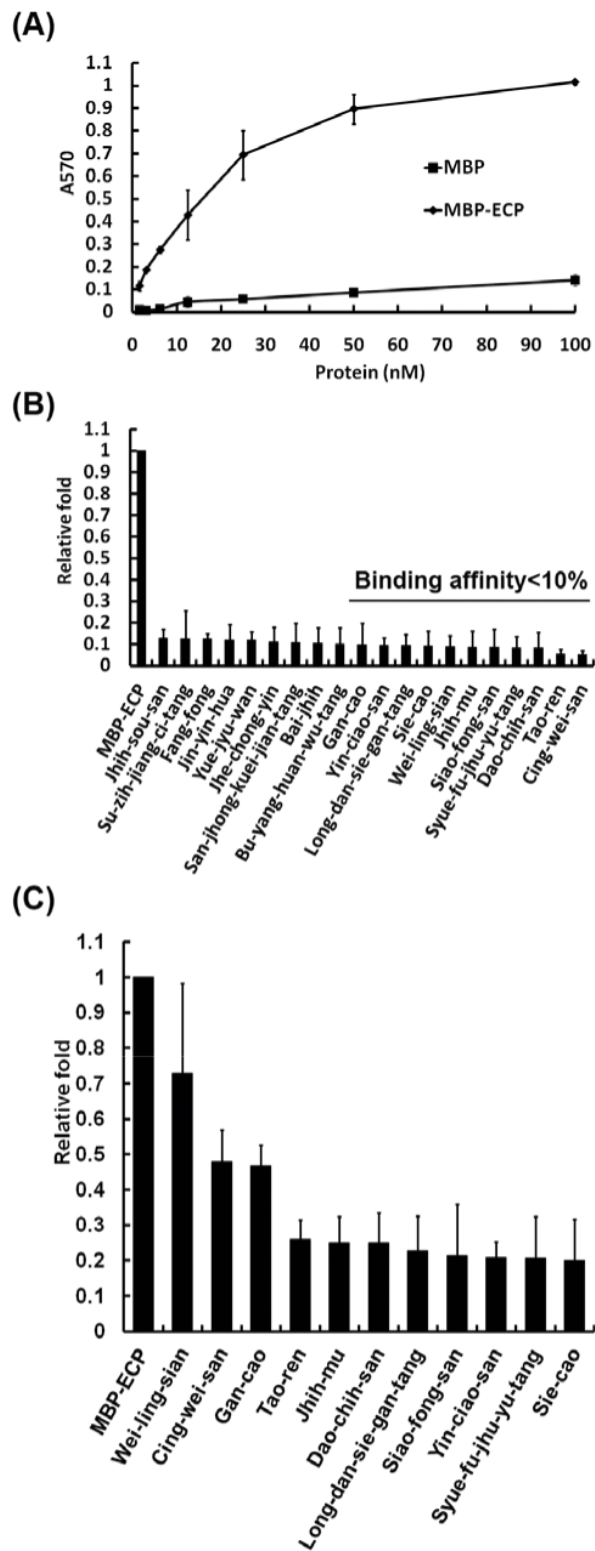 (A)
1.1
1
0.9
0.8
0.7
0.6
0.5
0.4
0.3
0.2
0.1
0
A570
MBP
MBP-ECP
0 10 20 30 40 50 60 70 80 90 100
Protein (nM)
(B)
1.1
1
0.9
0.8
0.7
0.6
0.5
0.4
0.3
0.2
0.1
0
Relative fold
Binding affinity<10%
MBP-ECP
Jhih-sou-san
Su-zih-jiang-ci-tang
Fang-fong
Jin-yin-hua
Yue-jyu-wan
Jhe-chong-yin
San-jhong-kuei-jian-tang
Bai-jhih
Bu-yang-huan-wu-tang
Gan-cao
Yin-ciao-san
Long-dan-sie-gan-tang
Sie-cao
Wei-ling-sian
Jhih-mu
Siao-fong-san
Syue-fu-jhu-yu-tang
Dao-chih-san
Tao-ren
Cing-wei-san
(C)
1.1
1
0.9
0.8
0.7
0.6
0.5
0.4
0.3
0.2
0.1
0
Relative fold
MBP-ECP
Wei-ling-sian
Cing-wei-san
Gan-cao
Tao-ren
Jhih-mu
Dao-chih-san
Long-dan-sie-gan-tang
Siao-fong-san
Yin-ciao-san
Syue-fu-jhu-yu-tang
Sie-cao